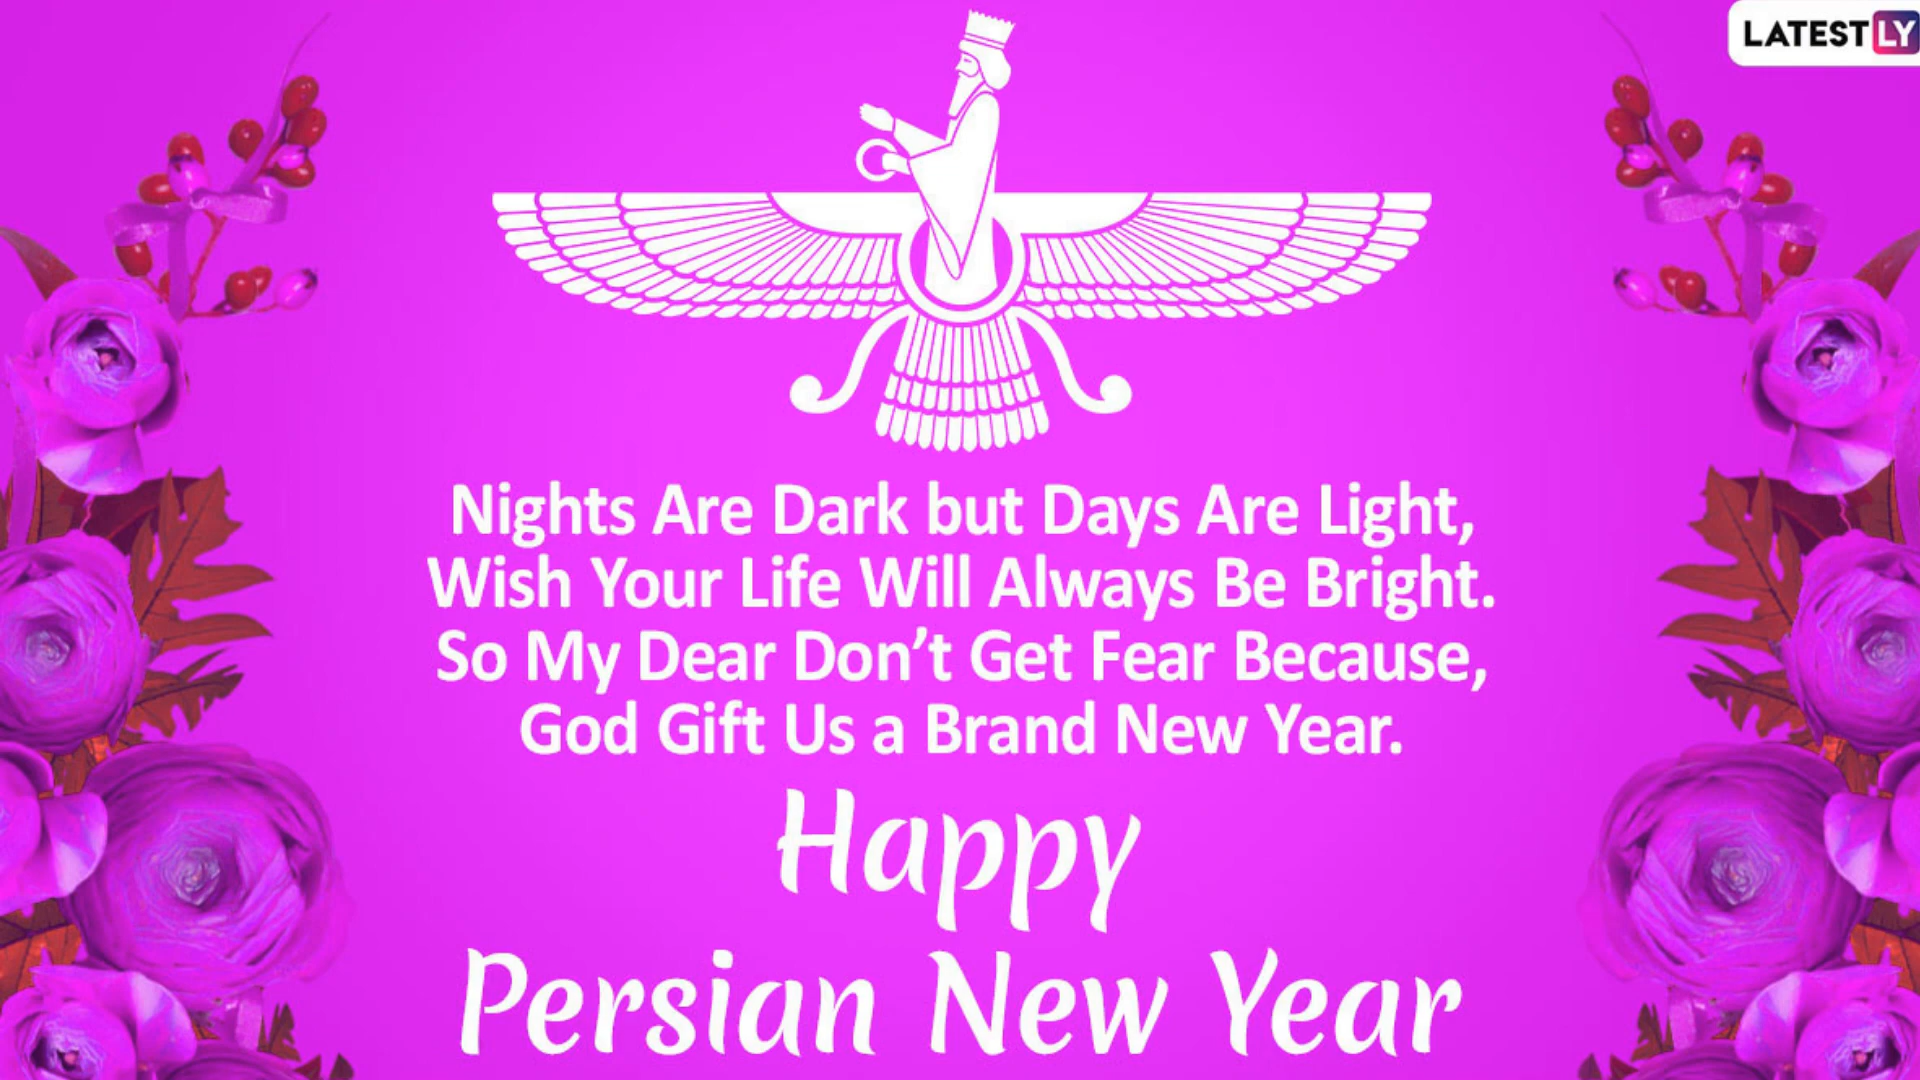 LATESTLY
Nights Are Dark but Days Are Light,
Wish Your Life Will Always Be Bright.
So My Dear Don’t Get Fear Because,
God Gift Us a Brand New Year.
Happy
Persian New Year